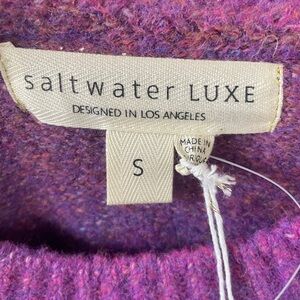 saltwater LUXE
DESIGNED IN LOS ANGELES
S
MADE IN
CHINA